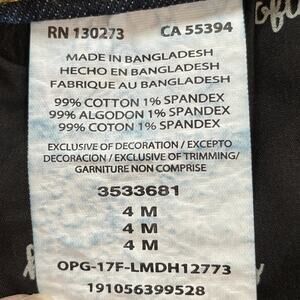 RN 130273 CA 55394
MADE IN BANGLADESH
HECHO EN BANGLADESH
FABRIQUE AU BANGLADESH
99% COTTON 1% SPANDEX
99% ALGODON 1% SPANDEX
99% COTON 1% SPANDEX
EXCLUSIVE OF DECORATION / EXCEPTO
DECORACION / EXCLUSIVE OF TRIMMING/
GARNITURE NON COMPRISE
3533681
4 M
4 M
4 M
OPG-17F-LMDH12773
191056399528